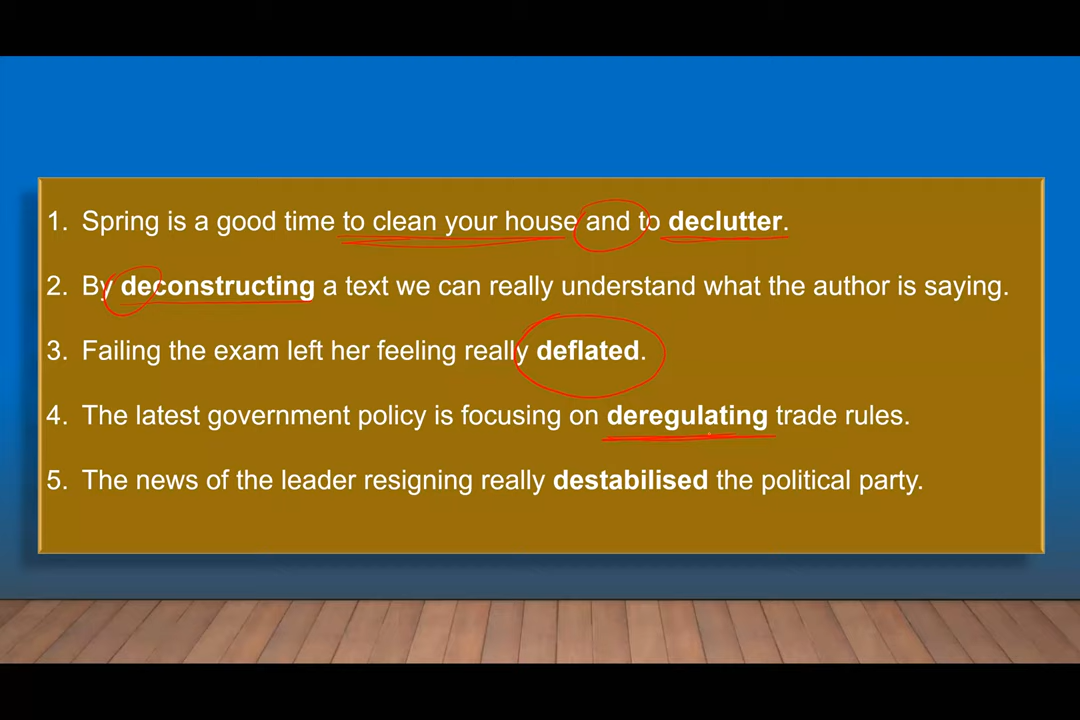 1. Spring is a good time to clean your house and to declutter.
2. By deconstructing a text we can really understand what the author is saying.
3. Failing the exam left her feeling really deflated.
4. The latest government policy is focusing on deregulating trade rules.
5. The news of the leader resigning really destabilised the political party.